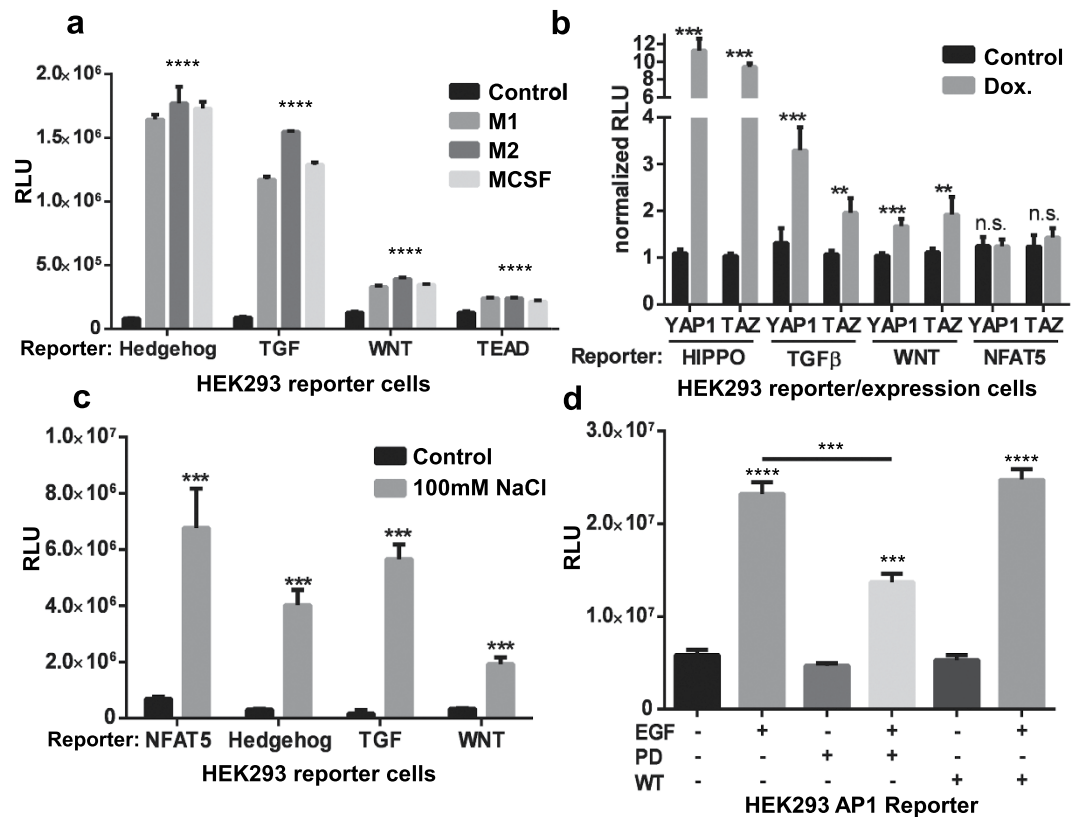 a
2.0×10⁶
1.5×10⁶
1.0×10⁶
5.0×10⁵
0
RLU
****
****
****
****
Control
M1
M2
MCSF
Reporter: Hedgehog TGF WNT TEAD
HEK293 reporter cells
b
12
10
8
6
4
3
2
1
0
normalized RLU
***
***
***
**
***
**
n.s.
n.s.
Control
Dox.
YAP1 TAZ YAP1 TAZ YAP1 TAZ YAP1 TAZ
Reporter: HIPPO TGFβ WNT NFAT5
HEK293 reporter/expression cells
c
1.0×10⁷
8.0×10⁶
6.0×10⁶
4.0×10⁶
2.0×10⁶
0
RLU
***
***
***
***
Control
100mM NaCl
Reporter: NFAT5 Hedgehog TGF WNT
HEK293 reporter cells
d
3.0×10⁷
2.0×10⁷
1.0×10⁷
0
RLU
***
****
***
****
EGF - + - + - +
PD - - + + - -
WT - - - - + +
HEK293 AP1 Reporter